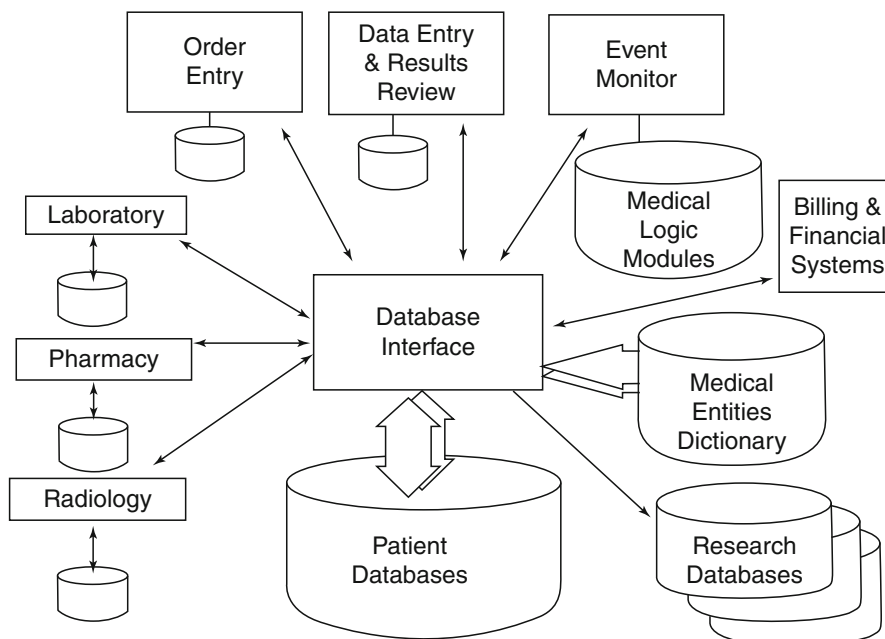 Order
Entry
Data Entry
& Results
Review
Event
Monitor
Laboratory
Medical
Logic
Modules
Billing &
Financial
Systems
Pharmacy
Database
Interface
Medical
Entities
Dictionary
Radiology
Patient
Databases
Research
Databases